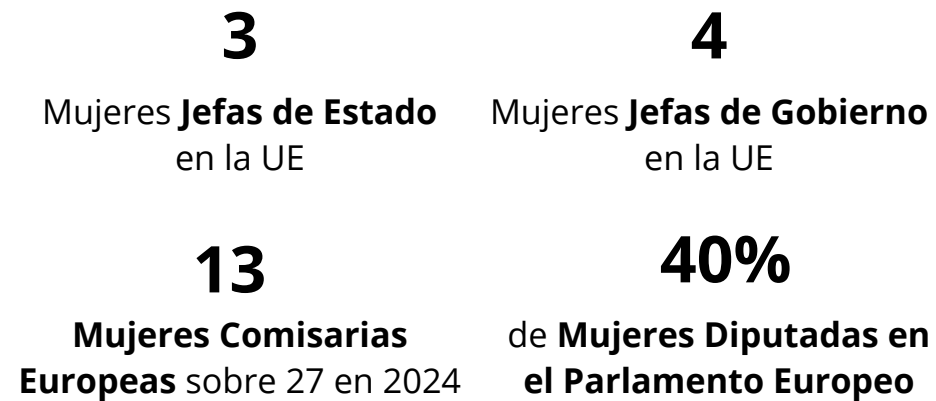 3
Mujeres Jefas de Estado
en la UE
4
Mujeres Jefas de Gobierno
en la UE
13
Mujeres Comisarias
Europeas sobre 27 en 2024
40%
de Mujeres Diputadas en
el Parlamento Europeo